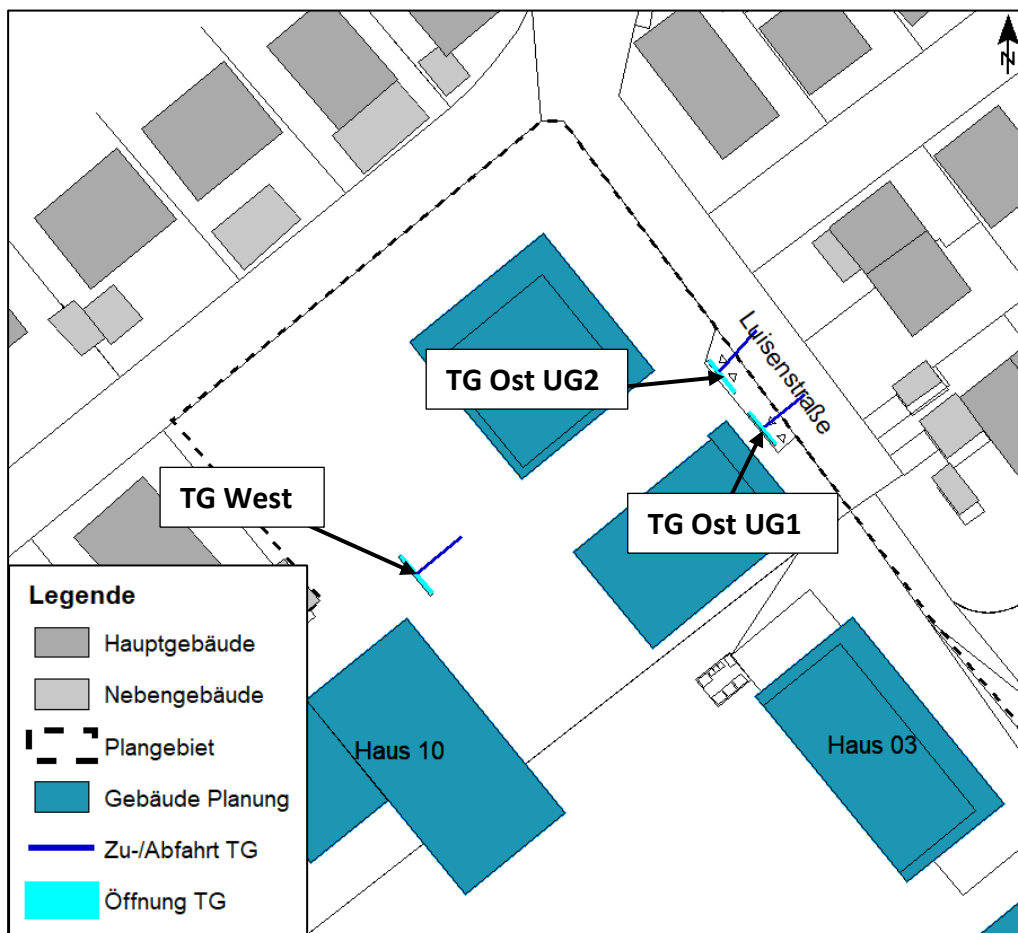 N
Luisenstraße
TG Ost UG2
TG West
TG Ost UG1
Legende
Hauptgebäude
Nebengebäude
Plangebiet
Gebäude Planung
Zu-/Abfahrt TG
Öffnung TG
Haus 10
Haus 03